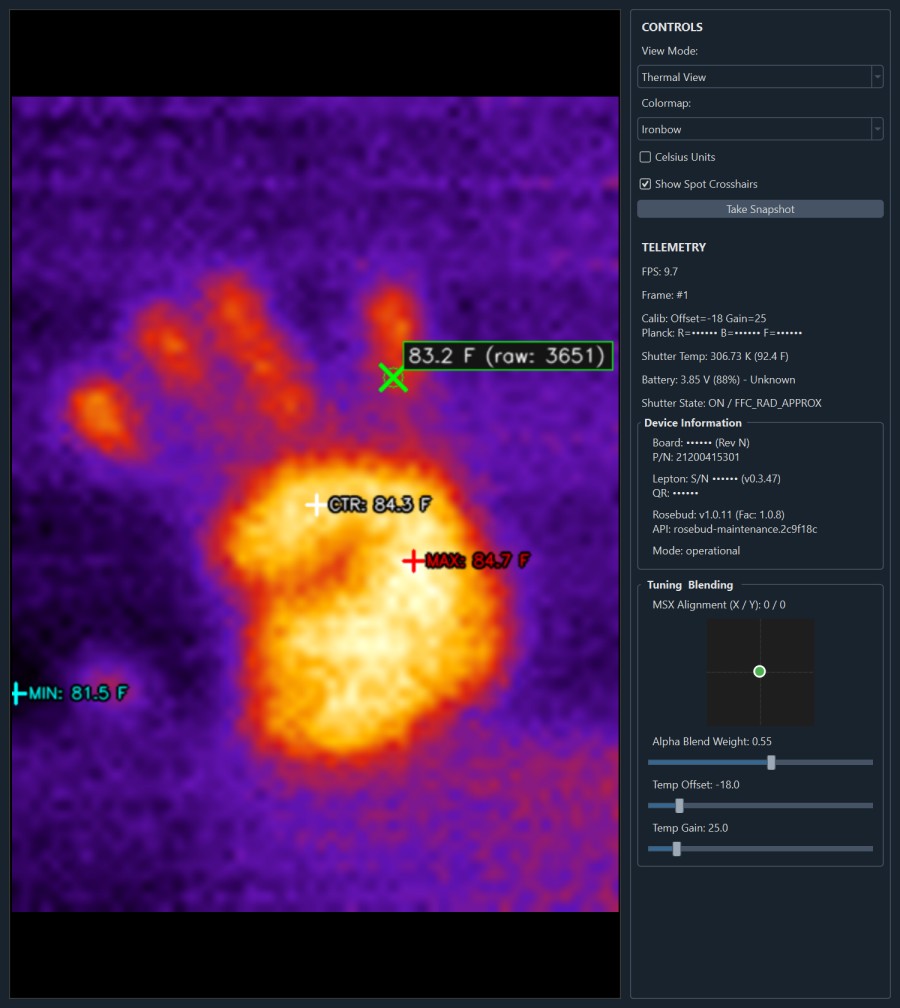 CONTROLS
View Mode:
Thermal View
Colormap:
Ironbow
Celsius Units
Show Spot Crosshairs
Take Snapshot
TELEMETRY
FPS: 9.7
Frame: #1
Calib: Offset=-18 Gain=25
Planck: R=•••••• B=•••••• F=••••••
Shutter Temp: 306.73 K (92.4 F)
Battery: 3.85 V (88%) - Unknown
Shutter State: ON / FFC_RAD_APPROX
Device Information
Board: •••••• (Rev N)
P/N: 21200415301
Lepton: S/N •••••• (v0.3.47)
QR: ••••••
Rosebud: v1.0.11 (Fac: 1.0.8)
API: rosebud-maintenance.2c9f18c
Mode: operational
Tuning Blending
MSX Alignment (X / Y): 0 / 0
Alpha Blend Weight: 0.55
Temp Offset: -18.0
Temp Gain: 25.0
83.2 F (raw: 3651)
CTR: 84.3 F
MAX: 84.7 F
MIN: 81.5 F